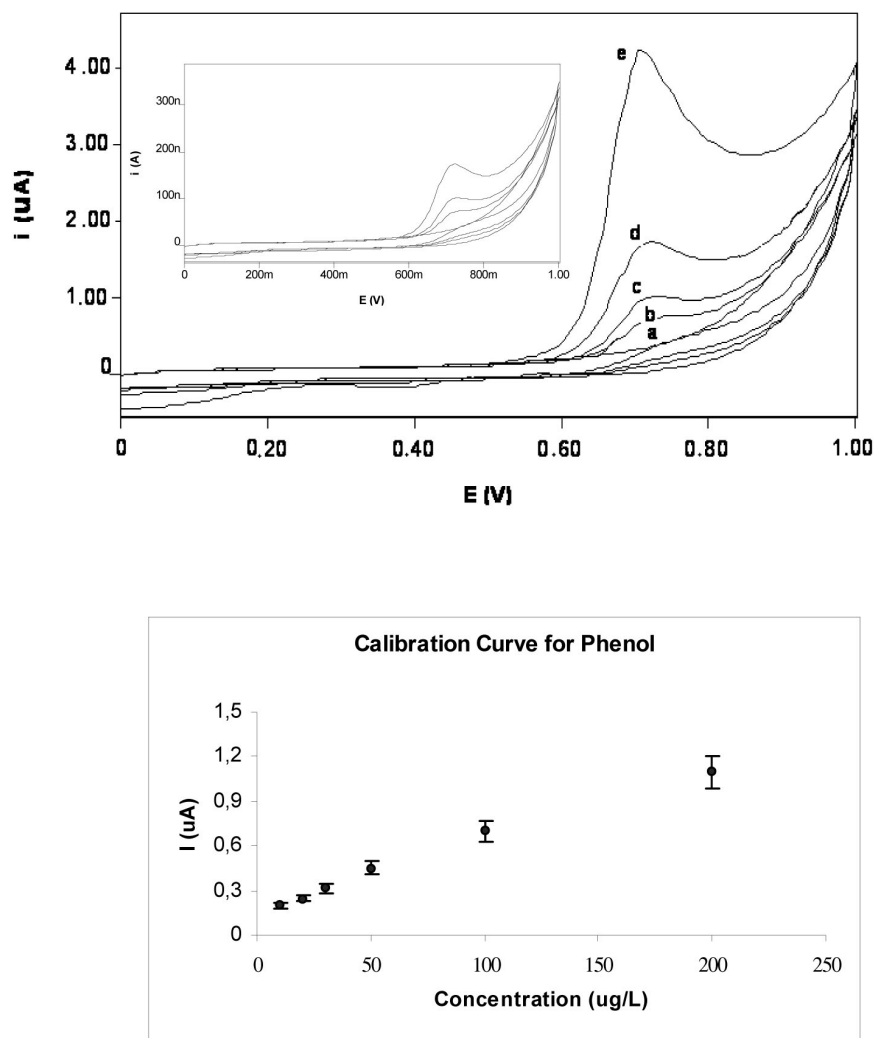 4.00
3.00
2.00
1.00
0
i (uA)
e
d
c
b
a
300n
200n
100n
0
i (A)
0 200m 400m 600m 800m 1.00
E (V)
0 0.20 0.40 0.60 0.80 1.00
E (V)
Calibration Curve for Phenol
1,5
1,2
0,9
0,6
0,3
0
I (uA)
0 50 100 150 200 250
Concentration (ug/L)